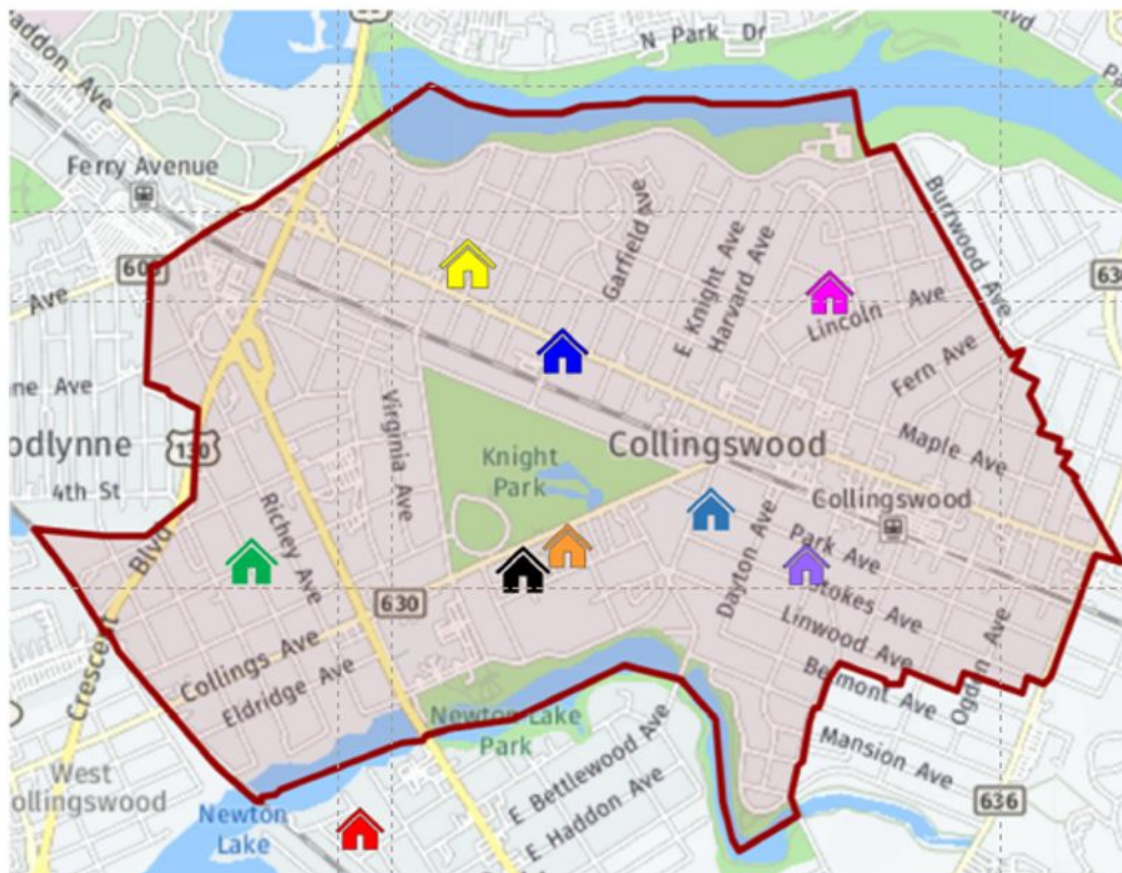 N Park Dr
lvd
addon Ave
Ferry Avenue
Burrwood Ave
Garfield Ave
E Knight Ave
Harvard Ave
Ave
Lincoln Ave
Fern Ave
ne Ave
Virginia Ave
odlynne
130
Collingswood
Maple Ave
Knight
Park
4th St
Collingswood
Richey Ave
Blvd
Dayton Ave
Park Ave
Stokes Ave
630
Linwood Ave
Ogden Ave
Collings Ave
Eldridge Ave
Crescent
Belmont Ave
Newton Lake
Park
Mansion Ave
West
ollingswood
E Bettlewood Ave
E Haddon Ave
636
Newton
Lake